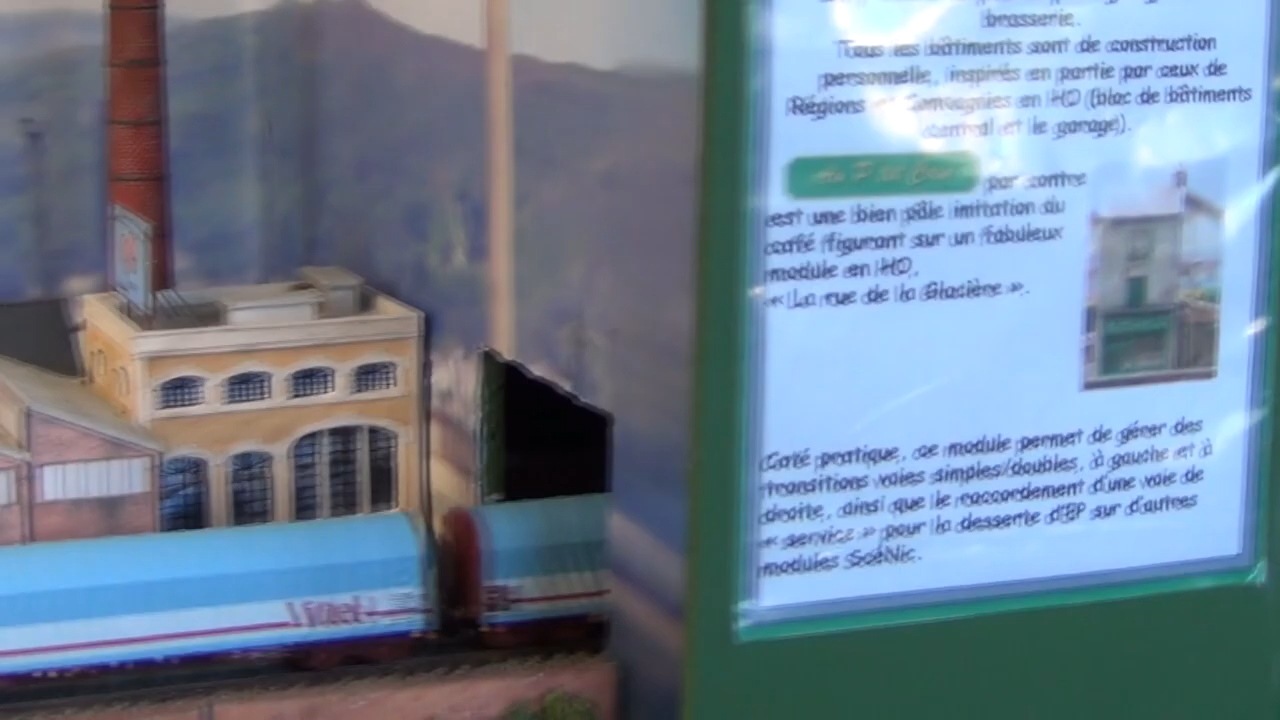 brasserie.
Tous les bâtiments sont de construction
personnelle, inspirés en partie par ceux de
Régions et Compagnies en HO (bloc de bâtiments
central et le garage).
par contre
est une bien pâle imitation du
café figurant sur un fabuleux
module en HO,
« La rue de la Glacière ».
Coté pratique, ce module permet de gérer des
transitions voies simples/doubles, à gauche et à
droite, ainsi que le raccordement d'une voie de
« service » pour la desserte d'EP sur d'autres
modules